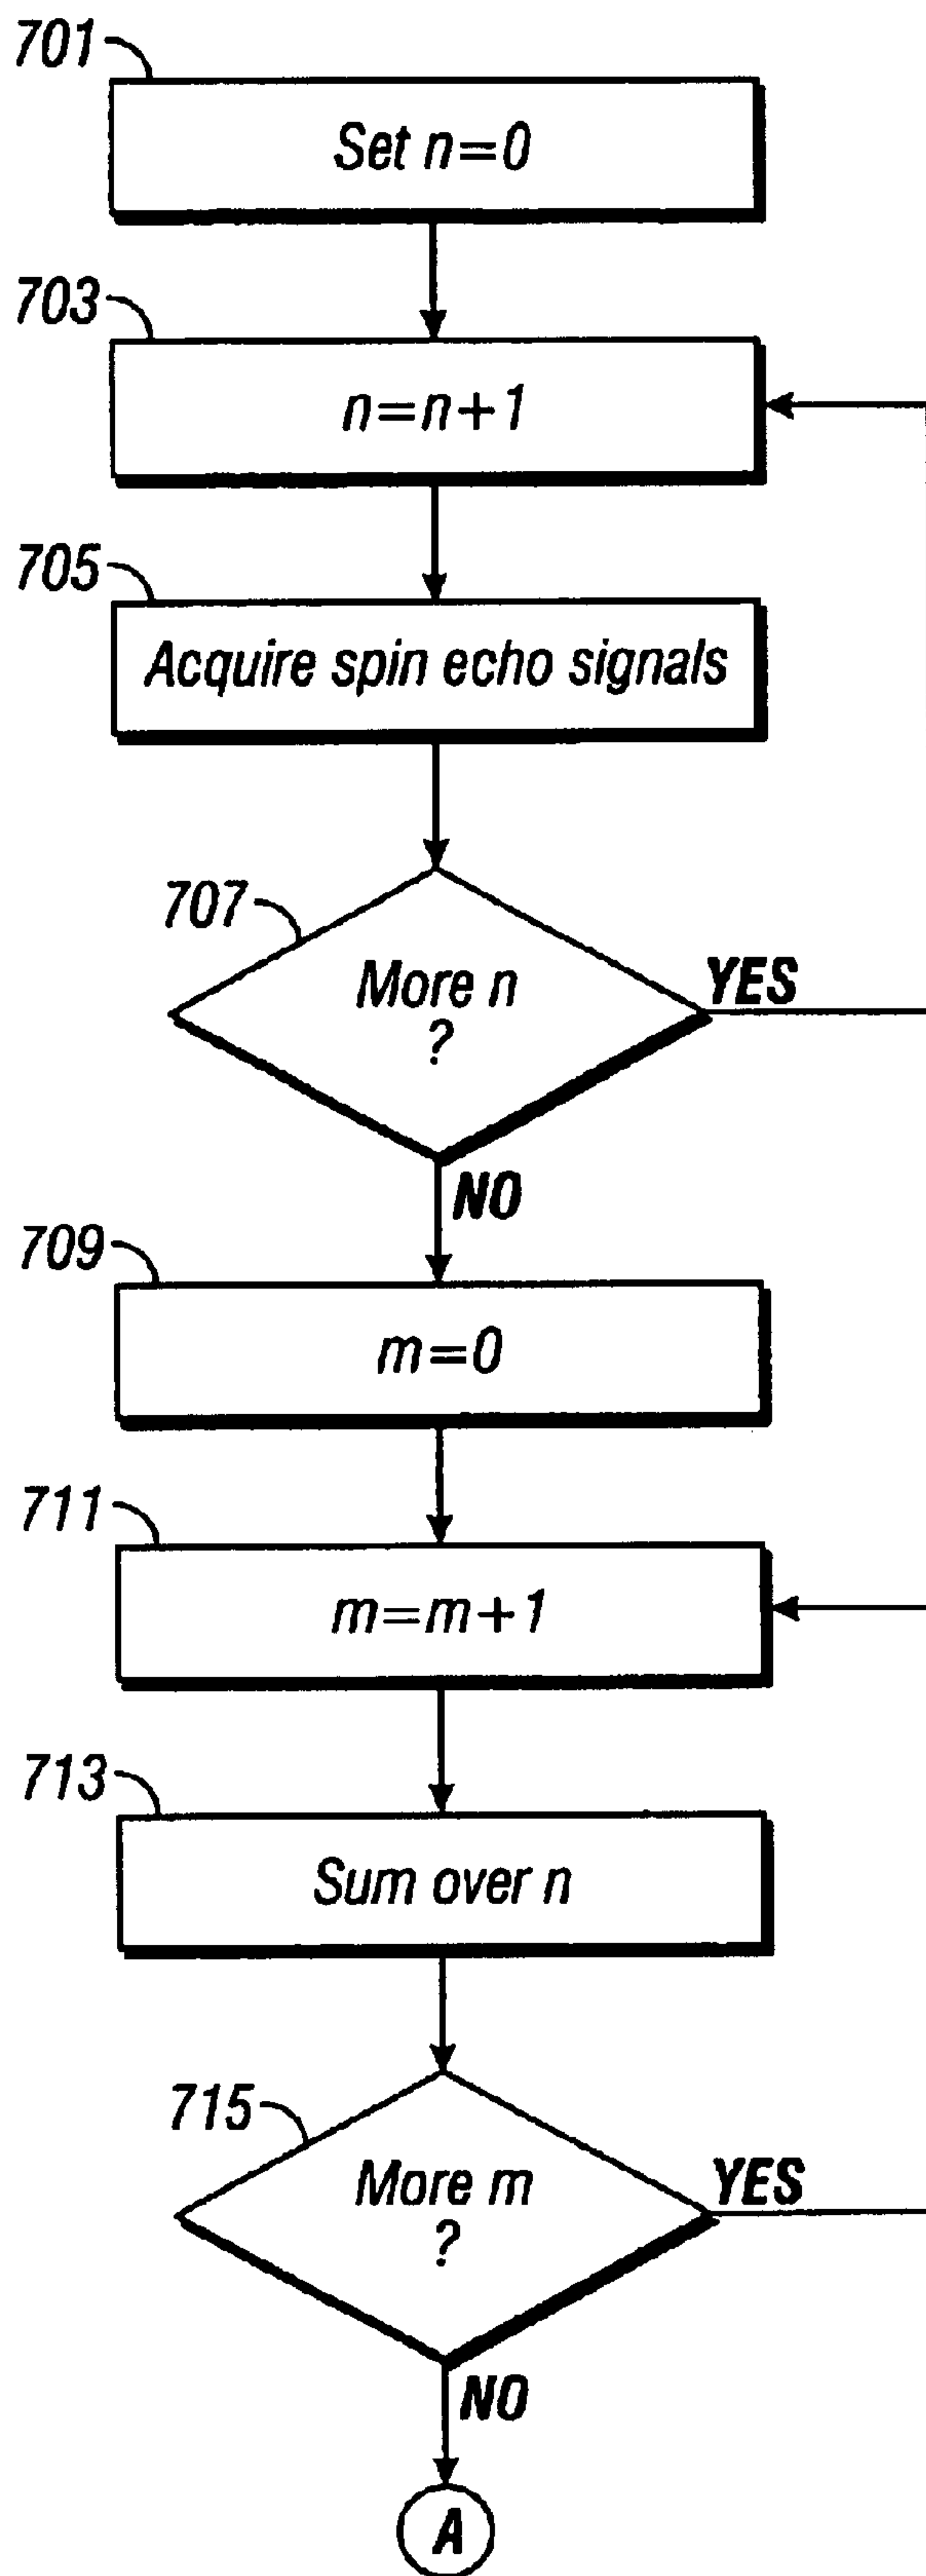 701
Set n=0
703
n=n+1
705
Acquire spin echo signals
707
More n
?
YES
NO
709
m=0
711
m=m+1
713
Sum over n
715
More m
?
YES
NO
A